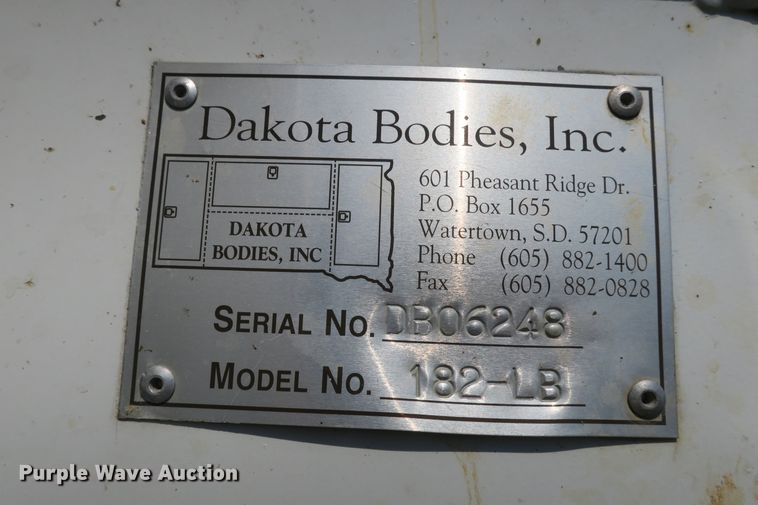 Dakota Bodies, Inc.
DAKOTA
BODIES, INC
601 Pheasant Ridge Dr.
P.O. Box 1655
Watertown, S.D. 57201
Phone (605) 882-1400
Fax (605) 882-0828
SERIAL NO. DB06248
MODEL NO. 182-LB
Purple Wave Auction